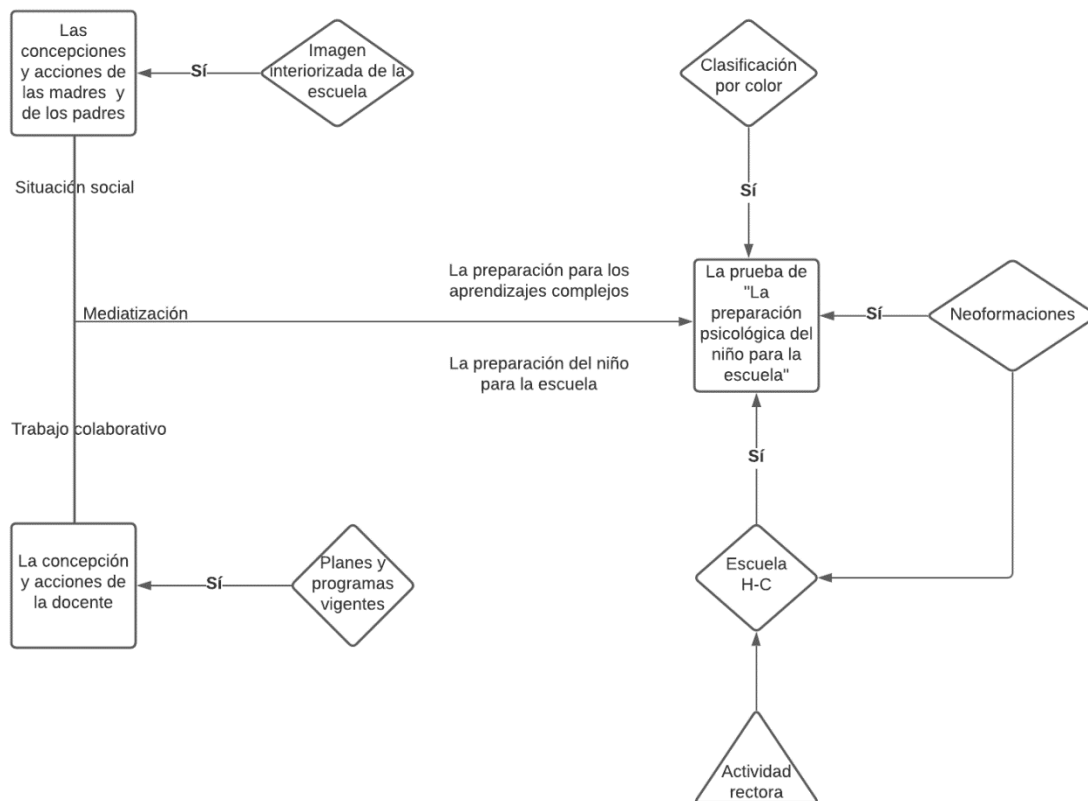 Las
concepciones
y acciones de
las madres y
de los padres
Sí
Imagen
interiorizada de la
escuela
Clasificación
por color
Situación social
Sí
Mediatización
La preparación para los
aprendizajes complejos
La prueba de
"La
preparación
psicológica del
niño para la
escuela"
Sí
Neoformaciones
La preparación del niño
para la escuela
Trabajo colaborativo
Sí
La concepción
y acciones de
la docente
Sí
Planes y
programas
vigentes
Escuela
H-C
Actividad
rectora